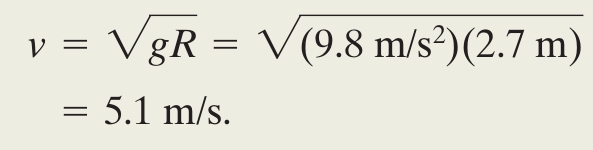 v = √gR = √(9.8 m/s²)(2.7 m)
= 5.1 m/s.